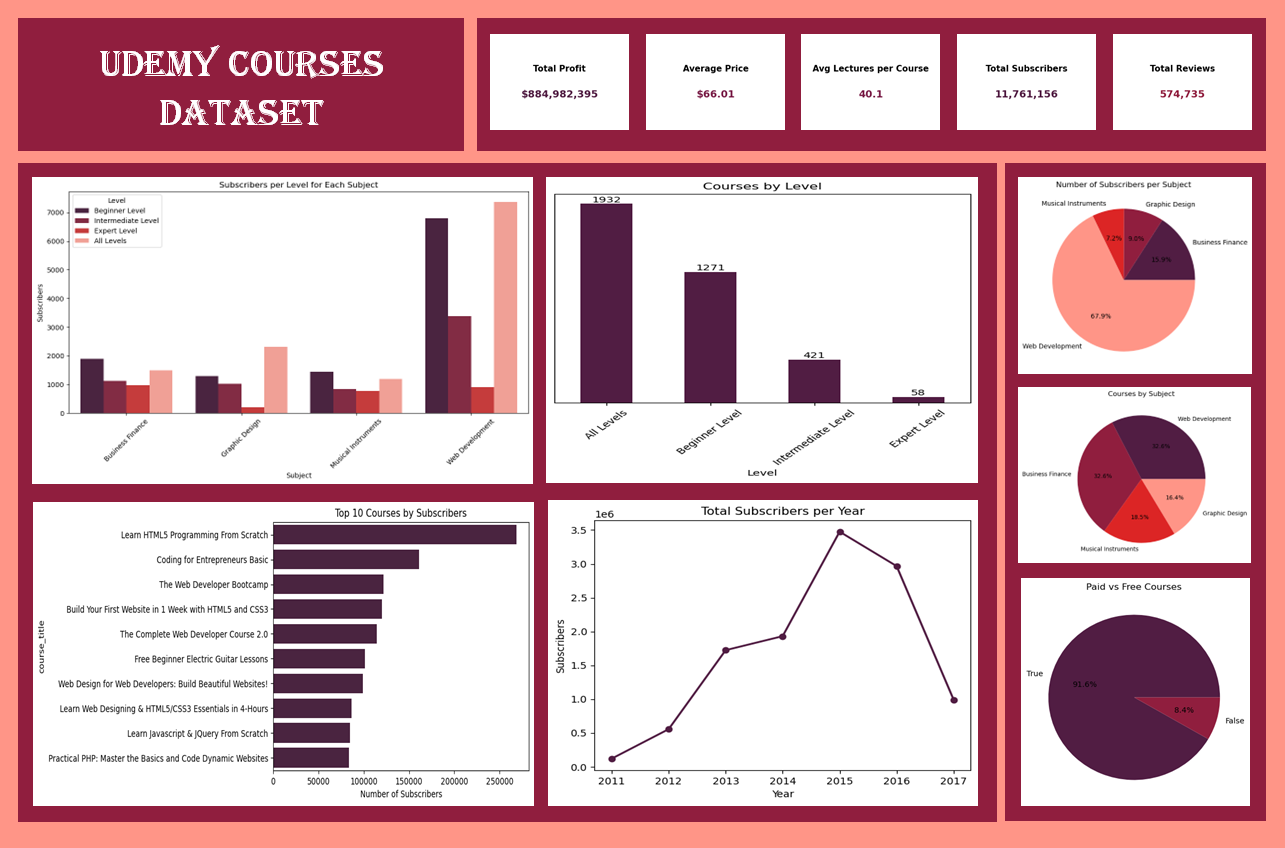 UDEMY COURSES
DATASET
Total Profit
$884,982,395
Average Price
$66.01
Avg Lectures per Course
40.1
Total Subscribers
11,761,156
Total Reviews
574,735
Subscribers per Level for Each Subject
Level
Beginner Level
Intermediate Level
Expert Level
All Levels
Subscribers
7000
6000
5000
4000
3000
2000
1000
0
Business Finance
Graphic Design
Musical Instruments
Web Development
Subject
Courses by Level
1932
1271
421
58
All Levels
Beginner Level
Intermediate Level
Expert Level
Level
Number of Subscribers per Subject
Musical Instruments
Graphic Design
Business Finance
Web Development
7.2%
9.0%
15.9%
67.9%
Courses by Subject
Web Development
Business Finance
Musical Instruments
Graphic Design
32.6%
32.6%
18.5%
16.4%
Top 10 Courses by Subscribers
course_title
Learn HTML5 Programming From Scratch
Coding for Entrepreneurs Basic
The Web Developer Bootcamp
Build Your First Website in 1 Week with HTML5 and CSS3
The Complete Web Developer Course 2.0
Free Beginner Electric Guitar Lessons
Web Design for Web Developers: Build Beautiful Websites!
Learn Web Designing & HTML5/CSS3 Essentials in 4-Hours
Learn Javascript & JQuery From Scratch
Practical PHP: Master the Basics and Code Dynamic Websites
0 50000 100000 150000 200000 250000
Number of Subscribers
Total Subscribers per Year
1e6
Subscribers
3.5
3.0
2.0
1.5
1.0
0.5
0.0
2011 2012 2013 2014 2015 2016 2017
Year
Paid vs Free Courses
True
91.6%
8.4%
False